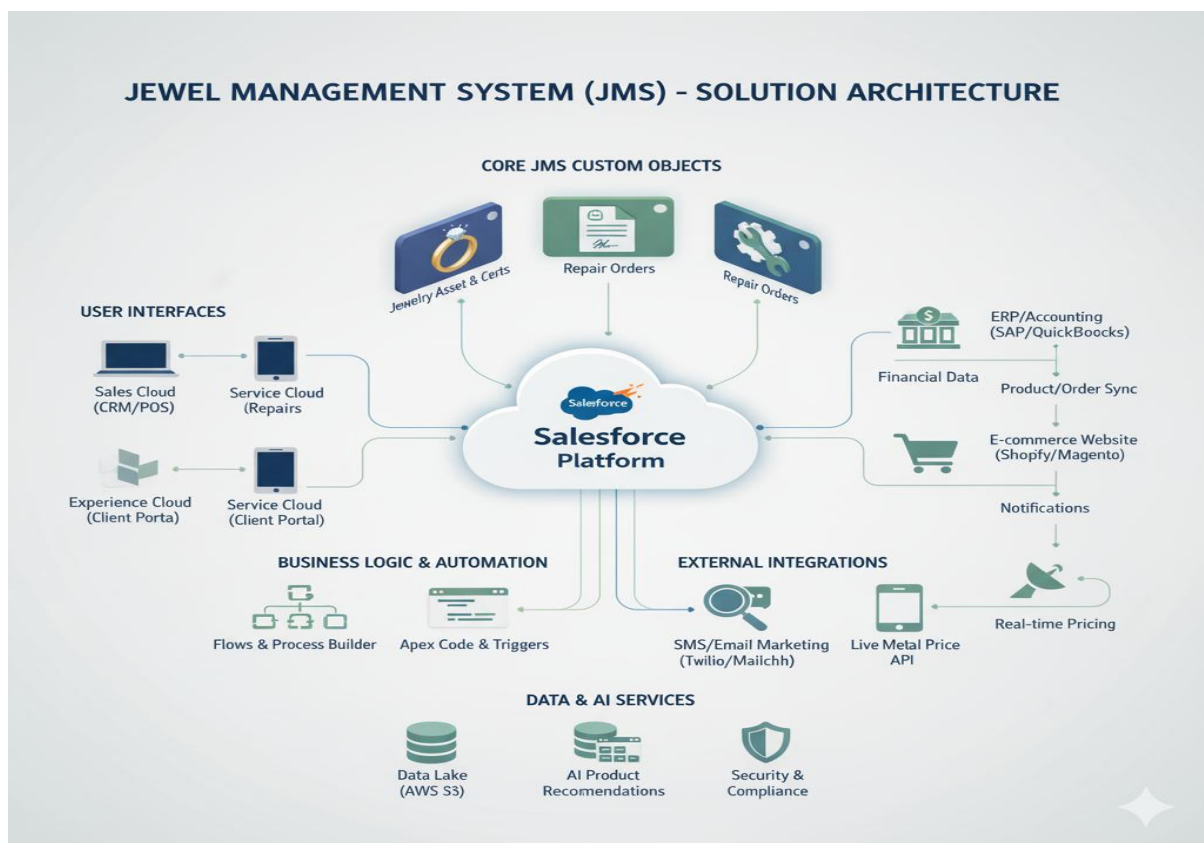 JEWEL MANAGEMENT SYSTEM (JMS) - SOLUTION ARCHITECTURE
CORE JMS CUSTOM OBJECTS
Jewelry Asset & Certs
Repair Orders
Repair Orders
USER INTERFACES
Sales Cloud
(CRM/POS)
Service Cloud
(Repairs
Experience Cloud
(Client Porta)
Service Cloud
(Client Portal)
Salesforce
Salesforce
Platform
ERP/Accounting
(SAP/QuickBoocks)
Financial Data
Product/Order Sync
E-commerce Website
(Shopfy/Magento)
Notifications
Real-time Pricing
BUSINESS LOGIC & AUTOMATION
Flows & Process Builder
Apex Code & Triggers
EXTERNAL INTEGRATIONS
SMS/Email Marketing
(Twilio/Mailchh)
Live Metal Price
API
DATA & AI SERVICES
Data Lake
(AWS S3)
AI Product
Recomendations
Security &
Compliance